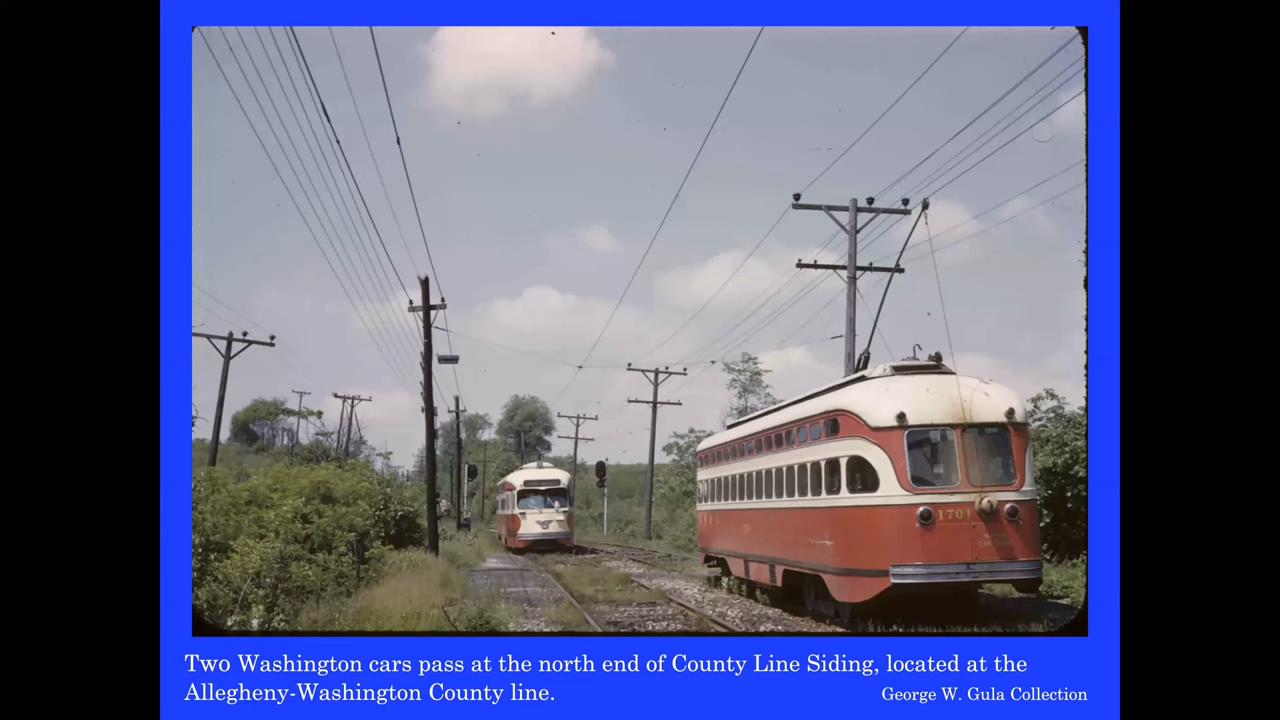 1701
Two Washington cars pass at the north end of County Line Siding, located at the
Allegheny-Washington County line.
George W. Gula Collection